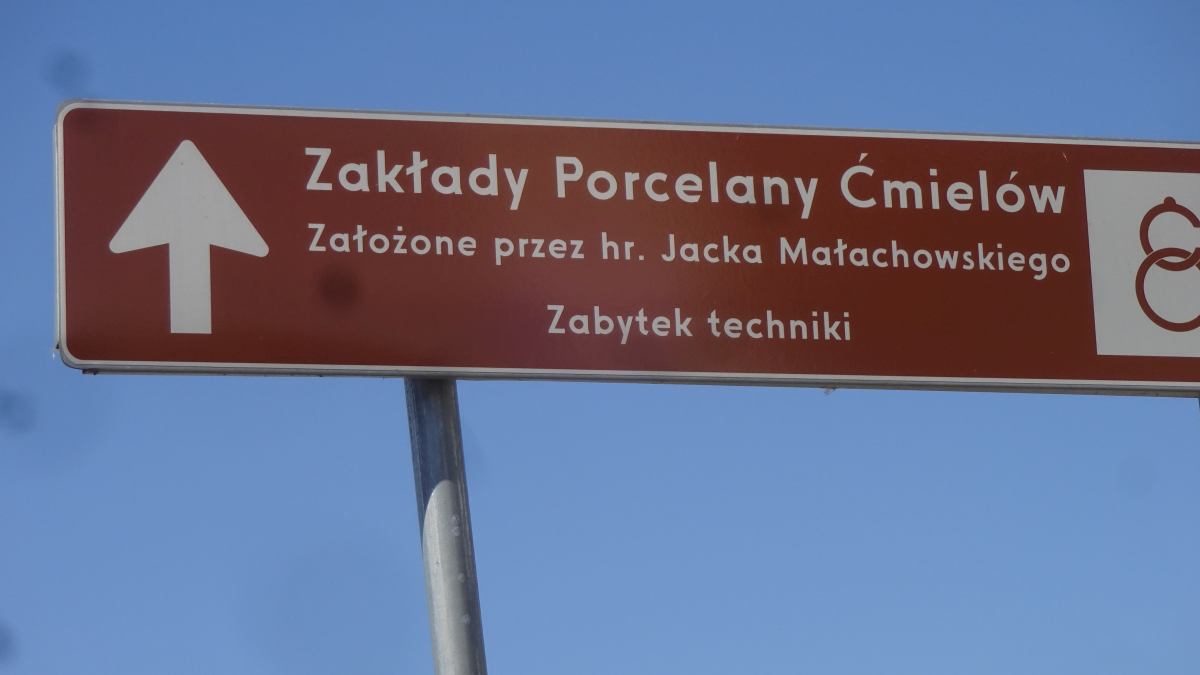 Zakłady Porcelany Ćmielów
Założone przez hr. Jacka Małachowskiego
Zabytek techniki